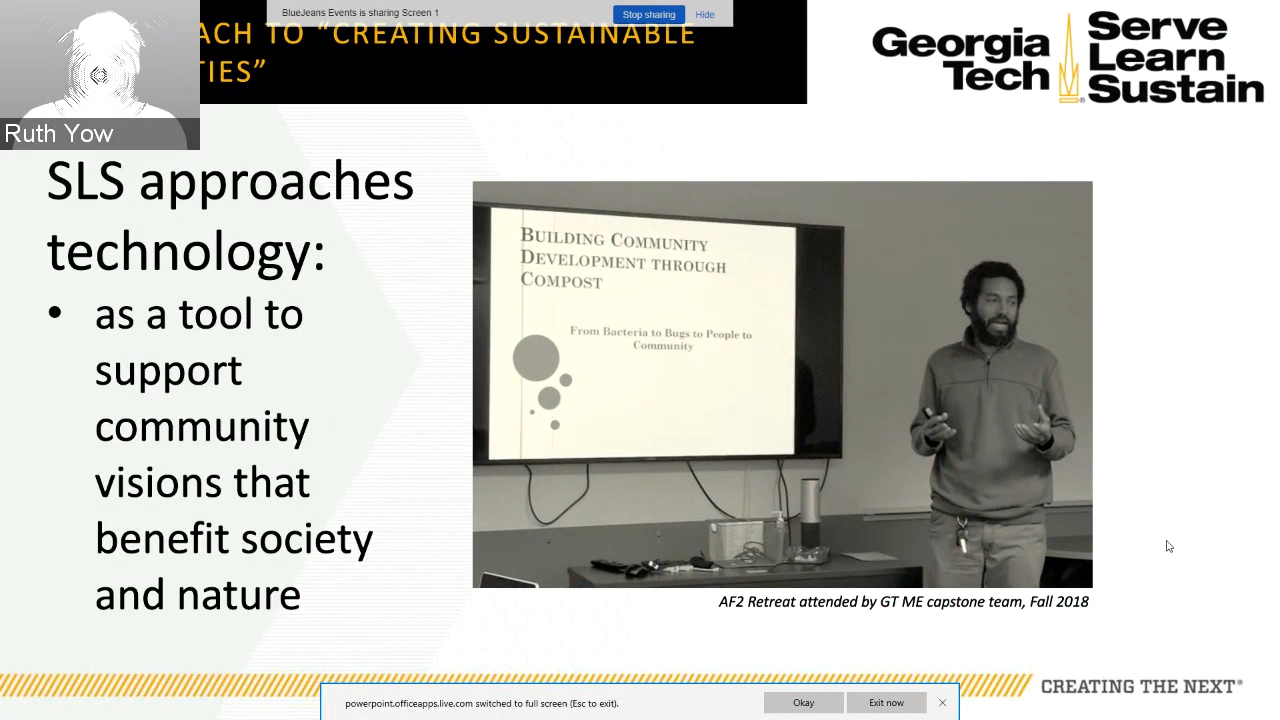 BlueJeans Events is sharing Screen 1
Stop sharing
Hide
ACH TO “CREATING SUSTAINABLE
TIES”
Georgia
Tech
Serve
Learn
Sustain
Ruth Yow
SLS approaches
technology:
• as a tool to
support
community
visions that
benefit society
and nature
BUILDING COMMUNITY
DEVELOPMENT THROUGH
COMPOST
From Bacteria to Bugs to People to
Community
AF2 Retreat attended by GT ME capstone team, Fall 2018
CREATING THE NEXT®
powerpoint.officeapps.live.com switched to full screen (Esc to exit).
Okay
Exit now